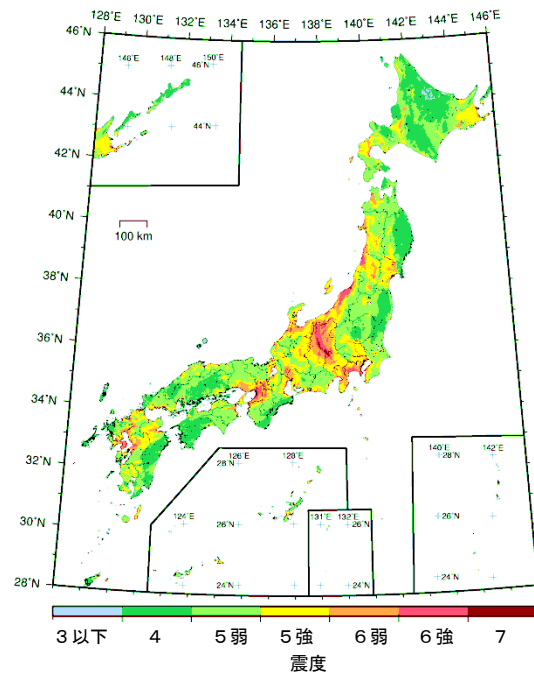 128°E 130°E 132°E 134°E 136°E 138°E 140°E 142°E 144°E 146°E
46°N
146°E 148°E 150°E
46°N
44°N
44°N
42°N
40°N
100 km
38°N
36°N
34°N
32°N
126°E 128°E
28°N
140°E 142°E
28°N
30°N
124°E
26°N
131°E 132°E
26°N
26°N
28°N
24°N
24°N
24°N
3以下 4 5弱 5強 6弱 6強 7
震度